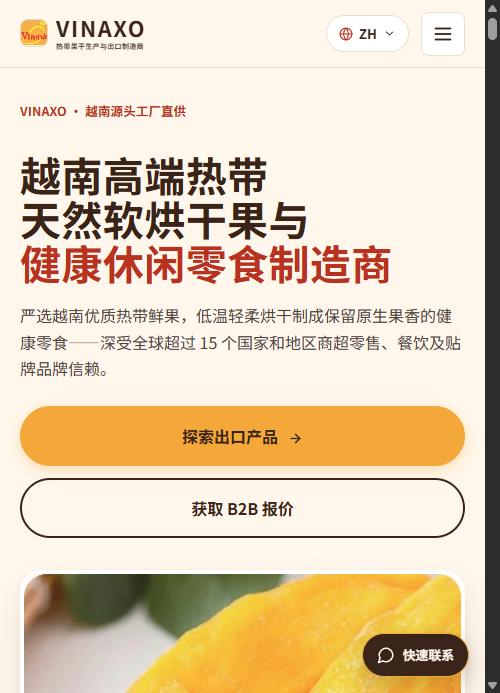 Vinaxo
VINAXO
热带果干生产与出口制造商
ZH
VINAXO • 越南源头工厂直供
越南高端热带
天然软烘干果与
健康休闲零食制造商
严选越南优质热带鲜果，低温轻柔烘干制成保留原生果香的健
康零食——深受全球超过 15 个国家和地区商超零售、餐饮及贴
牌品牌信赖。
探索出口产品 →
获取 B2B 报价
快速联系